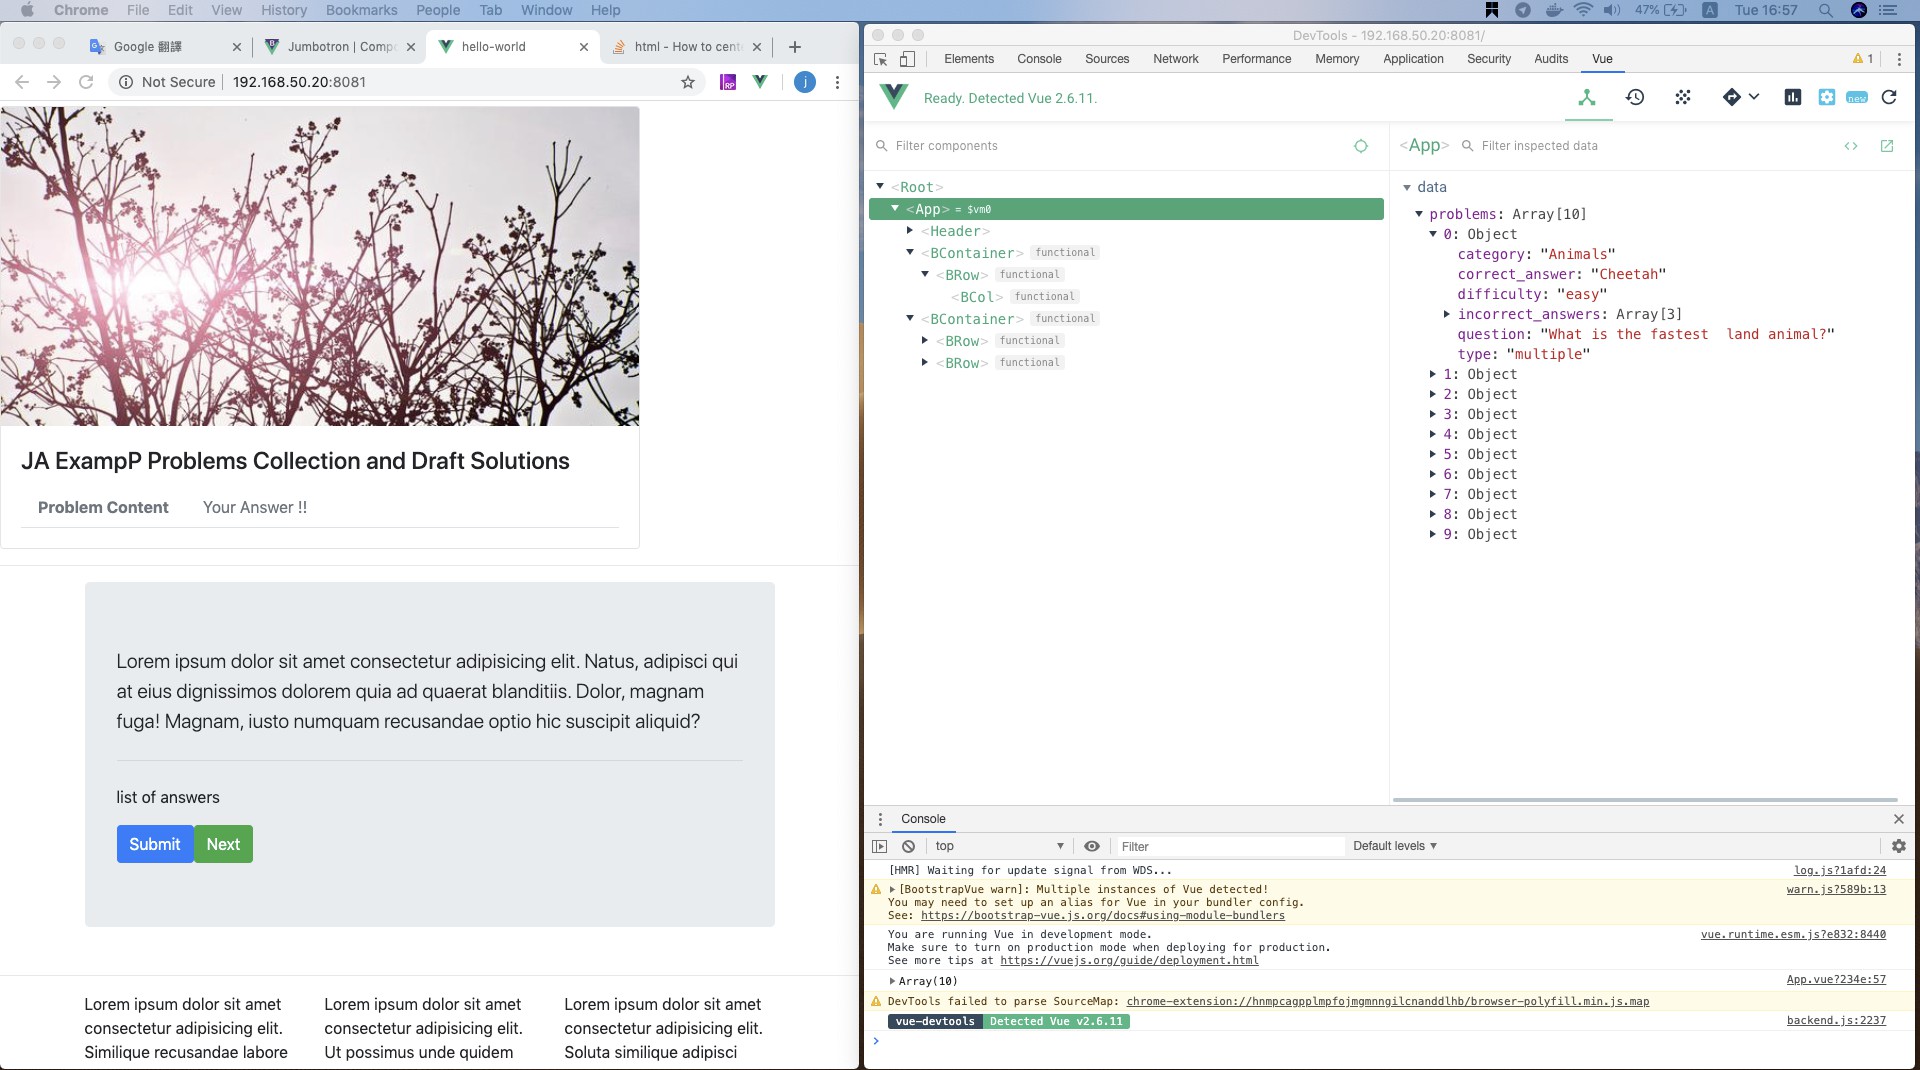 Chrome File Edit View History Bookmarks People Tab Window Help
47% A Tue 16:57
Google 翻譯
Jumbotron | Comp
hello-world
html - How to cent
Not Secure | 192.168.50.20:8081
RP
j
JA ExampP Problems Collection and Draft Solutions
Problem Content Your Answer !!
Lorem ipsum dolor sit amet consectetur adipisicing elit. Natus, adipisci qui
at eius dignissimos dolorem quia ad quaerat blanditiis. Dolor, magnam
fuga! Magnam, iusto numquam recusandae optio hic suscipit aliquid?
list of answers
Submit Next
Lorem ipsum dolor sit amet
consectetur adipisicing elit.
Similique recusandae labore
Lorem ipsum dolor sit amet
consectetur adipisicing elit.
Ut possimus unde quidem
Lorem ipsum dolor sit amet
consectetur adipisicing elit.
Soluta similique adipisci
DevTools - 192.168.50.20:8081/
Elements Console Sources Network Performance Memory Application Security Audits Vue 1
Ready. Detected Vue 2.6.11.
new
Filter components
<Root>
<App> = $vm0
<Header>
<BContainer> functional
<BRow> functional
<BCol> functional
<BContainer> functional
<BRow> functional
<BRow> functional
<App> Filter inspected data
data
problems: Array[10]
0: Object
category: "Animals"
correct_answer: "Cheetah"
difficulty: "easy"
incorrect_answers: Array[3]
question: "What is the fastest  land animal?"
type: "multiple"
1: Object
2: Object
3: Object
4: Object
5: Object
6: Object
7: Object
8: Object
9: Object
Console
top Filter Default levels
[HMR] Waiting for update signal from WDS... log.js?1afd:24
[BootstrapVue warn]: Multiple instances of Vue detected! warn.js?589b:13
You may need to set up an alias for Vue in your bundler config.
See: https://bootstrap-vue.js.org/docs#using-module-bundlers
You are running Vue in development mode. vue.runtime.esm.js?e832:8440
Make sure to turn on production mode when deploying for production.
See more tips at https://vuejs.org/guide/deployment.html
Array(10) App.vue?234e:57
DevTools failed to parse SourceMap: chrome-extension://hnmpcagpplmpfojmgmnngilcnanddlhb/browser-polyfill.min.js.map
vue-devtools Detected Vue v2.6.11 backend.js:2237